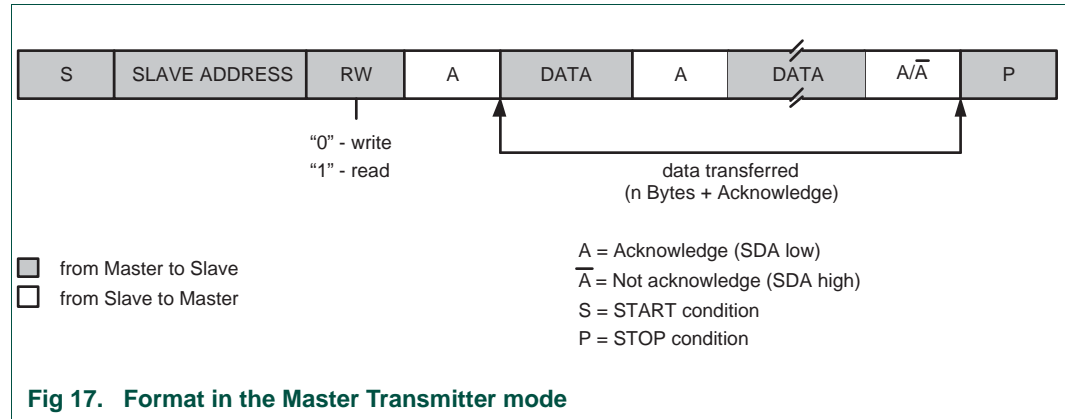 S SLAVE ADDRESS RW A DATA A DATA A/A̅ P
“0” - write
“1” - read
data transferred
(n Bytes + Acknowledge)
from Master to Slave
from Slave to Master
A = Acknowledge (SDA low)
A̅ = Not acknowledge (SDA high)
S = START condition
P = STOP condition
Fig 17. Format in the Master Transmitter mode